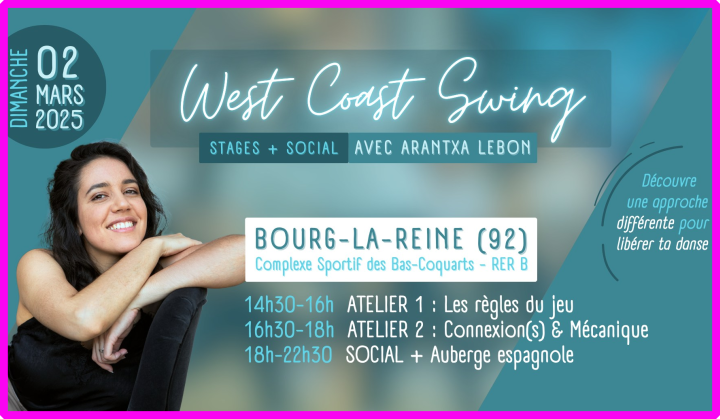 DIMANCHE
02
MARS
2025
West Coast Swing
STAGES + SOCIAL AVEC ARANTXA LEBON
Découvre
une approche
différente pour
libérer ta danse
BOURG-LA-REINE (92)
Complexe Sportif des Bas-Coquarts - RER B
14h30-16h ATELIER 1 : Les règles du jeu
16h30-18h ATELIER 2 : Connexion(s) & Mécanique
18h-22h30 SOCIAL + Auberge espagnole